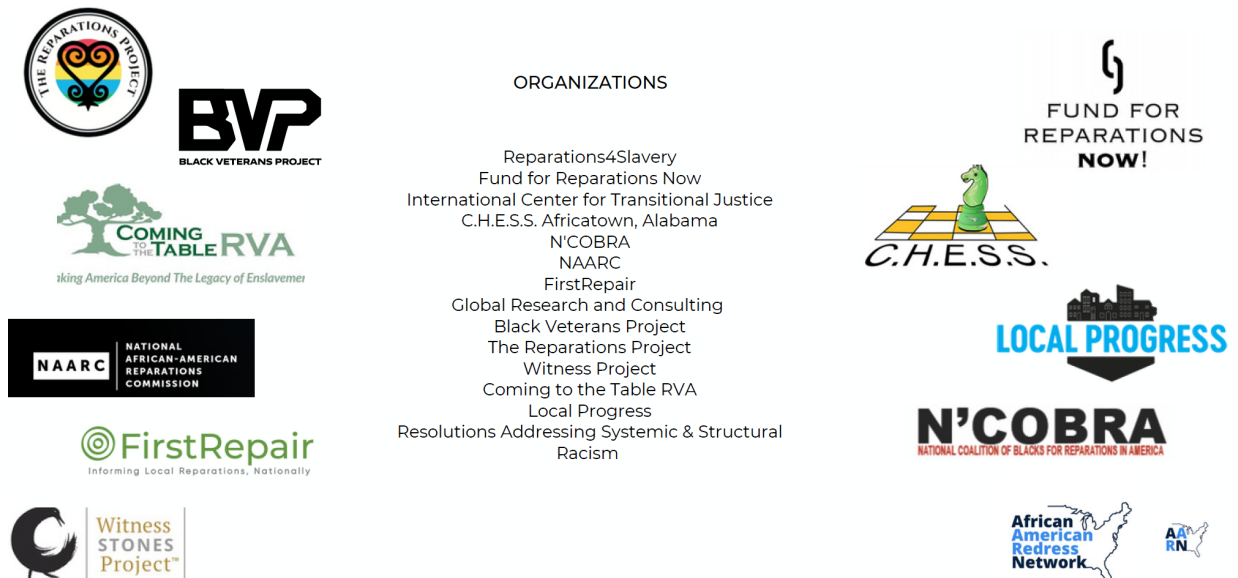 THE REPARATIONS PROJECT
BVP
BLACK VETERANS PROJECT
COMING
TO THE TABLE RVA
king America Beyond The Legacy of Enslavemen
NAARC
NATIONAL
AFRICAN-AMERICAN
REPARATIONS
COMMISSION
FirstRepair
Informing Local Reparations, Nationally
Witness
STONES
Project™
ORGANIZATIONS
Reparations4Slavery
Fund for Reparations Now
International Center for Transitional Justice
C.H.E.S.S. Africatown, Alabama
N'COBRA
NAARC
FirstRepair
Global Research and Consulting
Black Veterans Project
The Reparations Project
Witness Project
Coming to the Table RVA
Local Progress
Resolutions Addressing Systemic & Structural
Racism
FUND FOR
REPARATIONS
NOW!
C.H.E.S.S.
LOCAL PROGRESS
N'COBRA
NATIONAL COALITION OF BLACKS FOR REPARATIONS IN AMERICA
African
American
Redress
Network
AA
RN